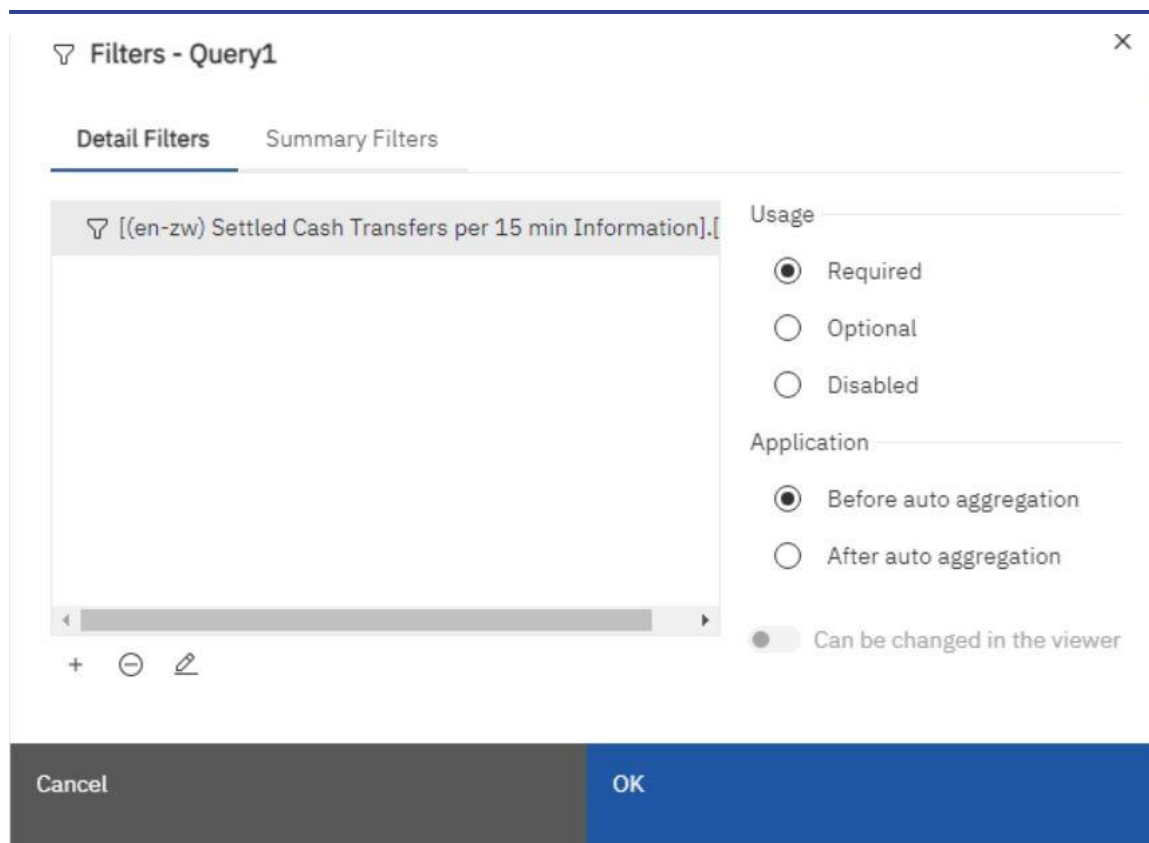 Filters - Query1
Detail Filters Summary Filters
[(en-zw) Settled Cash Transfers per 15 min Information].[
Usage
Required
Optional
Disabled
Application
Before auto aggregation
After auto aggregation
Can be changed in the viewer
Cancel OK